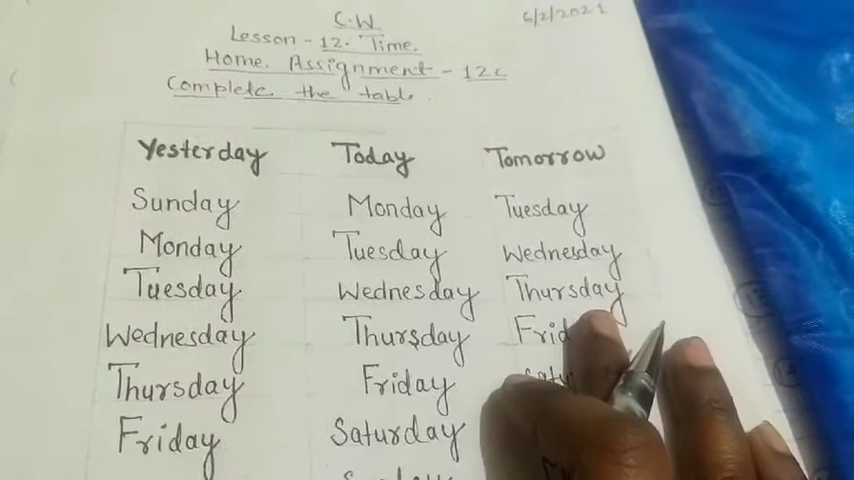 C.W 6/2/2021
Lesson - 12. Time.
Home. Assignment - 12c
Complete the table.
Yesterday Today Tomorrow
Sunday Monday Tuesday
Monday Tuesday Wednesday
Tuesday Wednesday Thursday
Wednesday Thursday
Thursday Friday
Friday Saturday